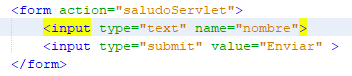 <form action="saludoServlet">
<input type="text" name="nombre">
<input type="submit" value="Enviar" >
</form>